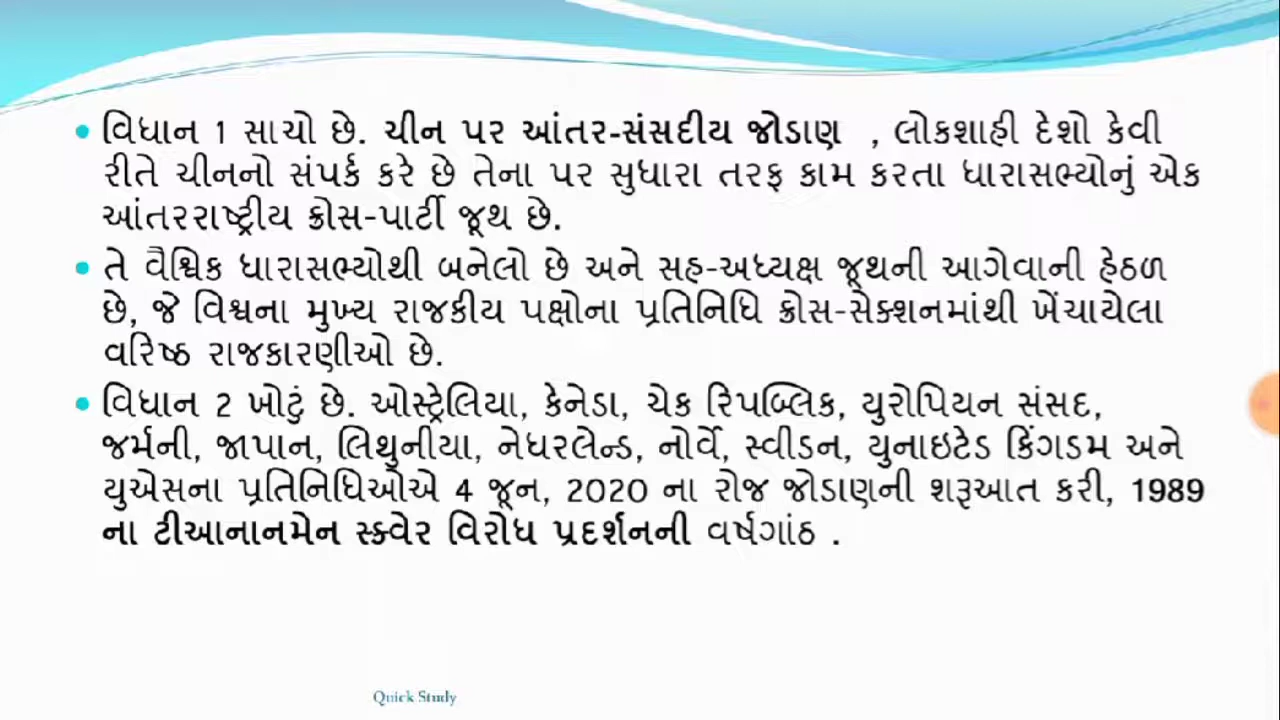 • વિધાન 1 સાચો છે. ચીન પર આંતર-સંસદીય જોડાણ , લોકશાહી દેશો કેવી
રીતે ચીનનો સંપર્ક કરે છે તેના પર સુધારા તરફ કામ કરતા ધારાસભ્યોનું એક
આંતરરાષ્ટ્રીય ક્રોસ-પાર્ટી જૂથ છે.
• તે વૈશ્વિક ધારાસભ્યોથી બનેલો છે અને સહ-અધ્યક્ષ જૂથની આગેવાની હેઠળ
છે, જે વિશ્વના મુખ્ય રાજકીય પક્ષોના પ્રતિનિધિ ક્રોસ-સેક્શનમાંથી ખેંચાયેલા
વરિષ્ઠ રાજકારણીઓ છે.
• વિધાન 2 ખોટું છે. ઓસ્ટ્રેલિયા, કેનેડા, ચેક રિપબ્લિક, યુરોપિયન સંસદ,
જર્મની, જાપાન, લિથુનીયા, નેધરલેન્ડ, નોર્વે, સ્વીડન, યુનાઇટેડ કિંગડમ અને
યુએસના પ્રતિનિધિઓએ 4 જૂન, 2020 ના રોજ જોડાણની શરૂઆત કરી, 1989
ના ટીઆનાનમેન સ્ક્વેર વિરોધ પ્રદર્શનની વર્ષગાંઠ .
Quick Study